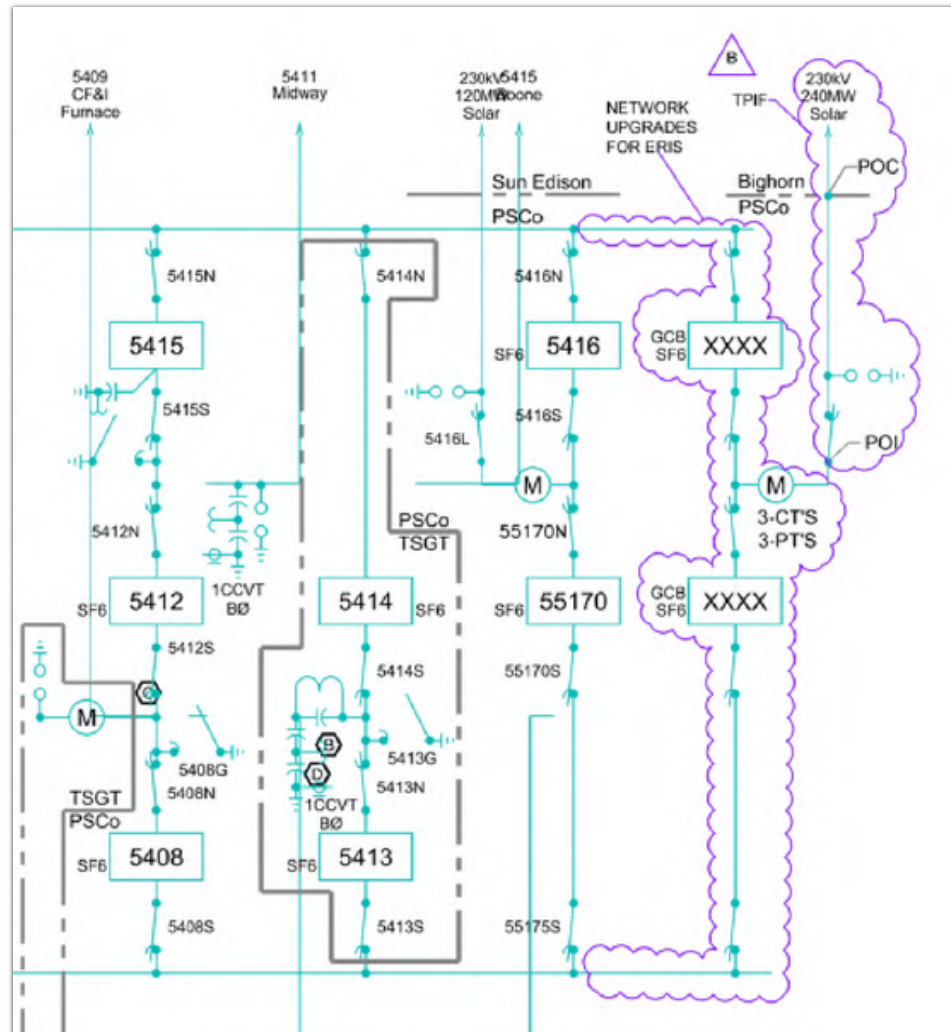 B
5409
CF&I
Furnace
5411
Midway
230kV
120MW
Solar
5415
Boone
NETWORK
UPGRADES
FOR ERIS
TPIF
230kV
240MW
Solar
POC
Sun Edison
PSCo
Bighorn
PSCo
5415N
5414N
5416N
5415
SF6
5416
GCB
SF6
XXXX
5415S
5416S
5416L
POI
M
M
3-CT'S
3-PT'S
5412N
PSCo
TSGT
55170N
1CCVT
BØ
SF6
5412
5414
SF6
SF6
55170
GCB
SF6
XXXX
5412S
5414S
55170S
C
M
B
D
5408G
5413G
5408N
5413N
1CCVT
BØ
TSGT
PSCo
SF6
5408
SF6
5413
5408S
5413S
55175S